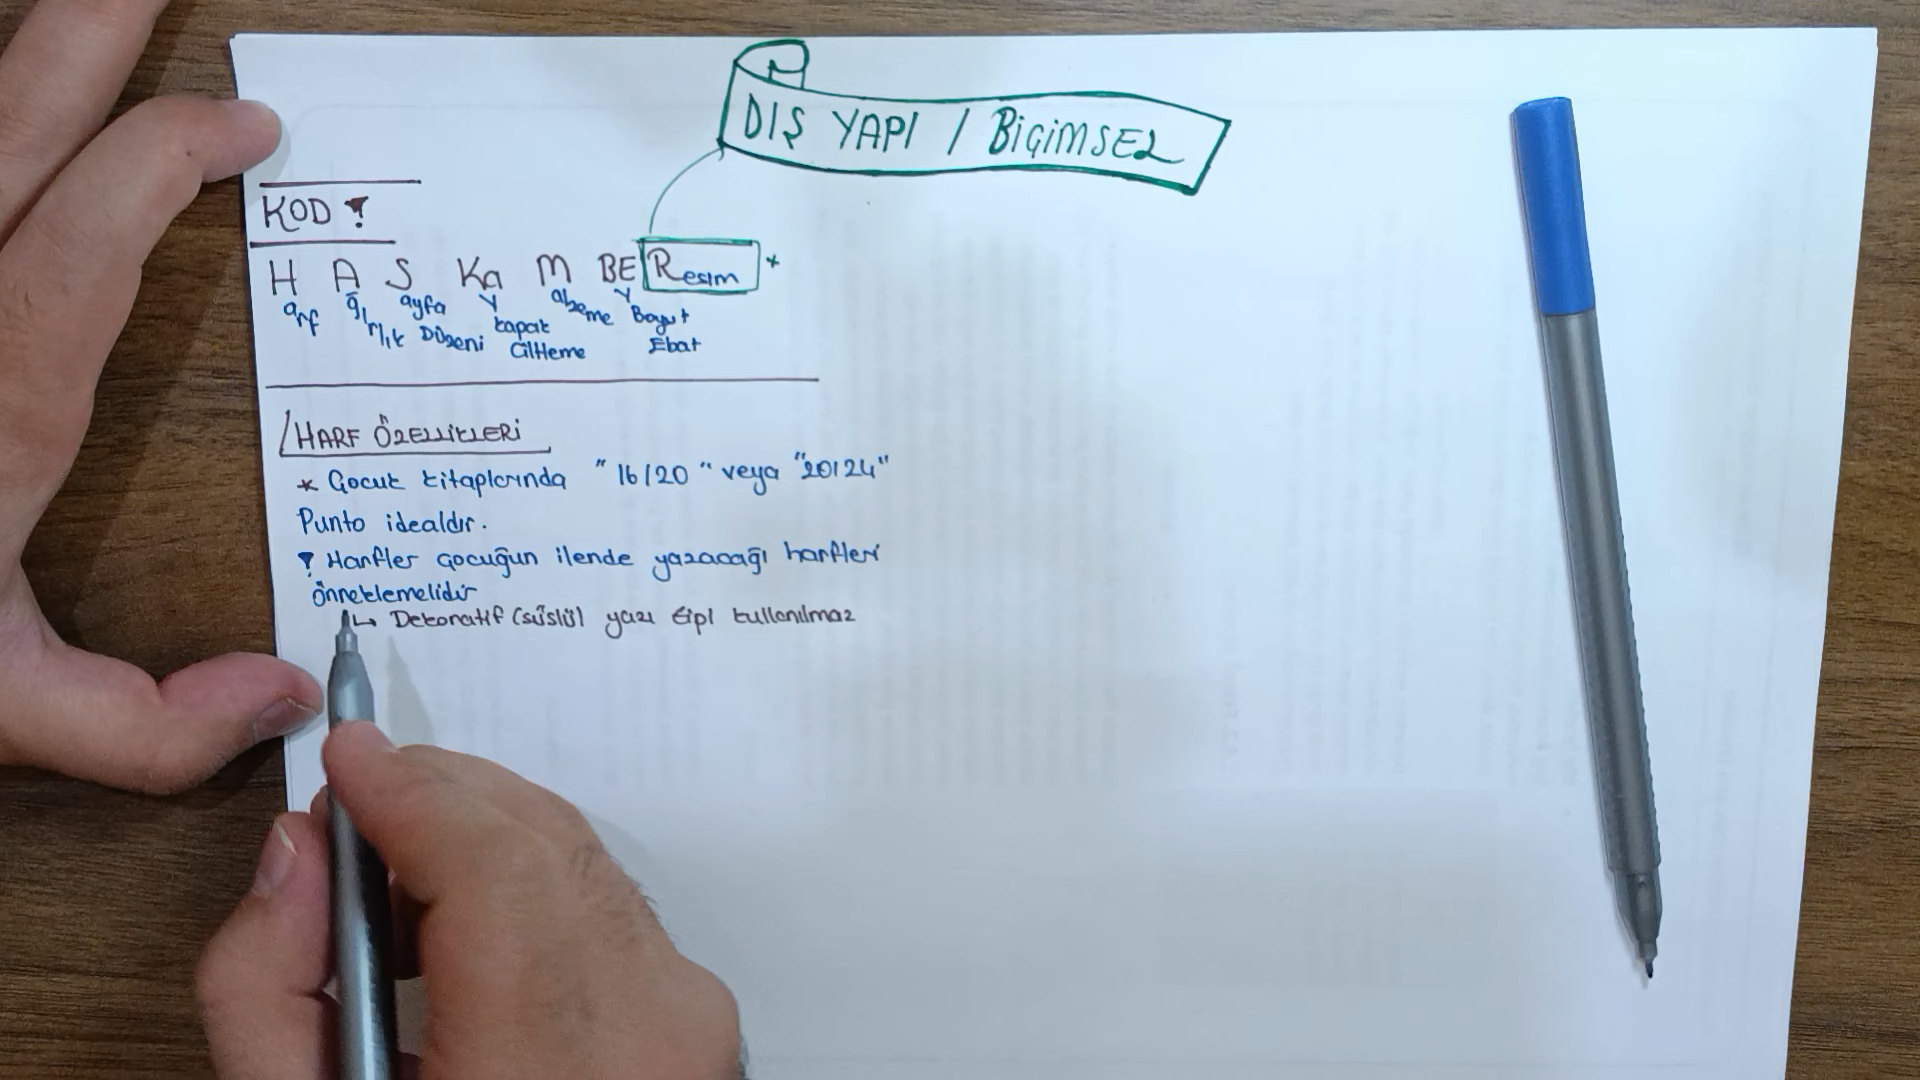 DIŞ YAPI / BİÇİMSEL
KOD !
H A S Ka M BE Resim *
arf ğırlık ayfa Düzeni y kapak Ciltleme alzeme y Boyut Ebat
HARF ÖZELLİKLERİ
* Çocuk kitaplarında "16/20" veya "20/24"
Punto idealdir.
! Harfler çocuğun ileride yazacağı harfleri
örneklemelidir
↳ Dekoratif (süslü) yazı tipi kullanılmaz